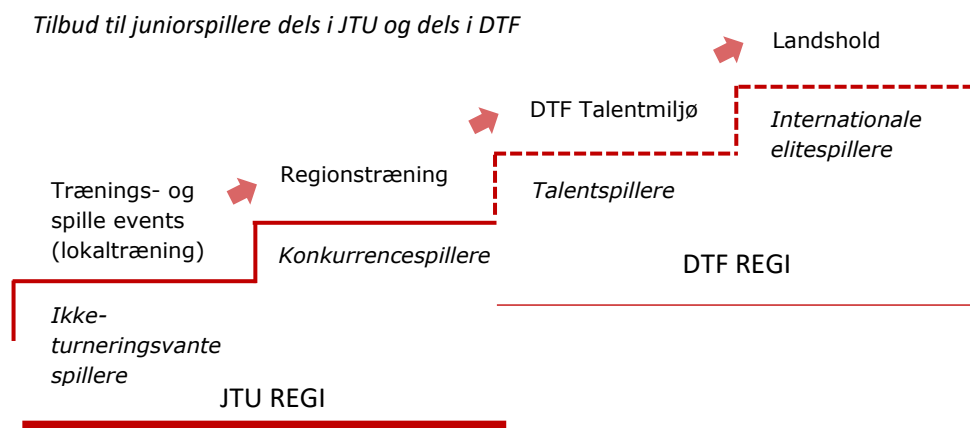 Tilbud til juniorspillere dels i JTU og dels i DTF
Landshold
DTF Talentmiljø
Internationale
elitespillere
Regionstræning
Talentspillere
Trænings- og
spille events
(lokaltræning)
Konkurrencespillere
DTF REGI
Ikke-
turneringsvante
spillere
JTU REGI